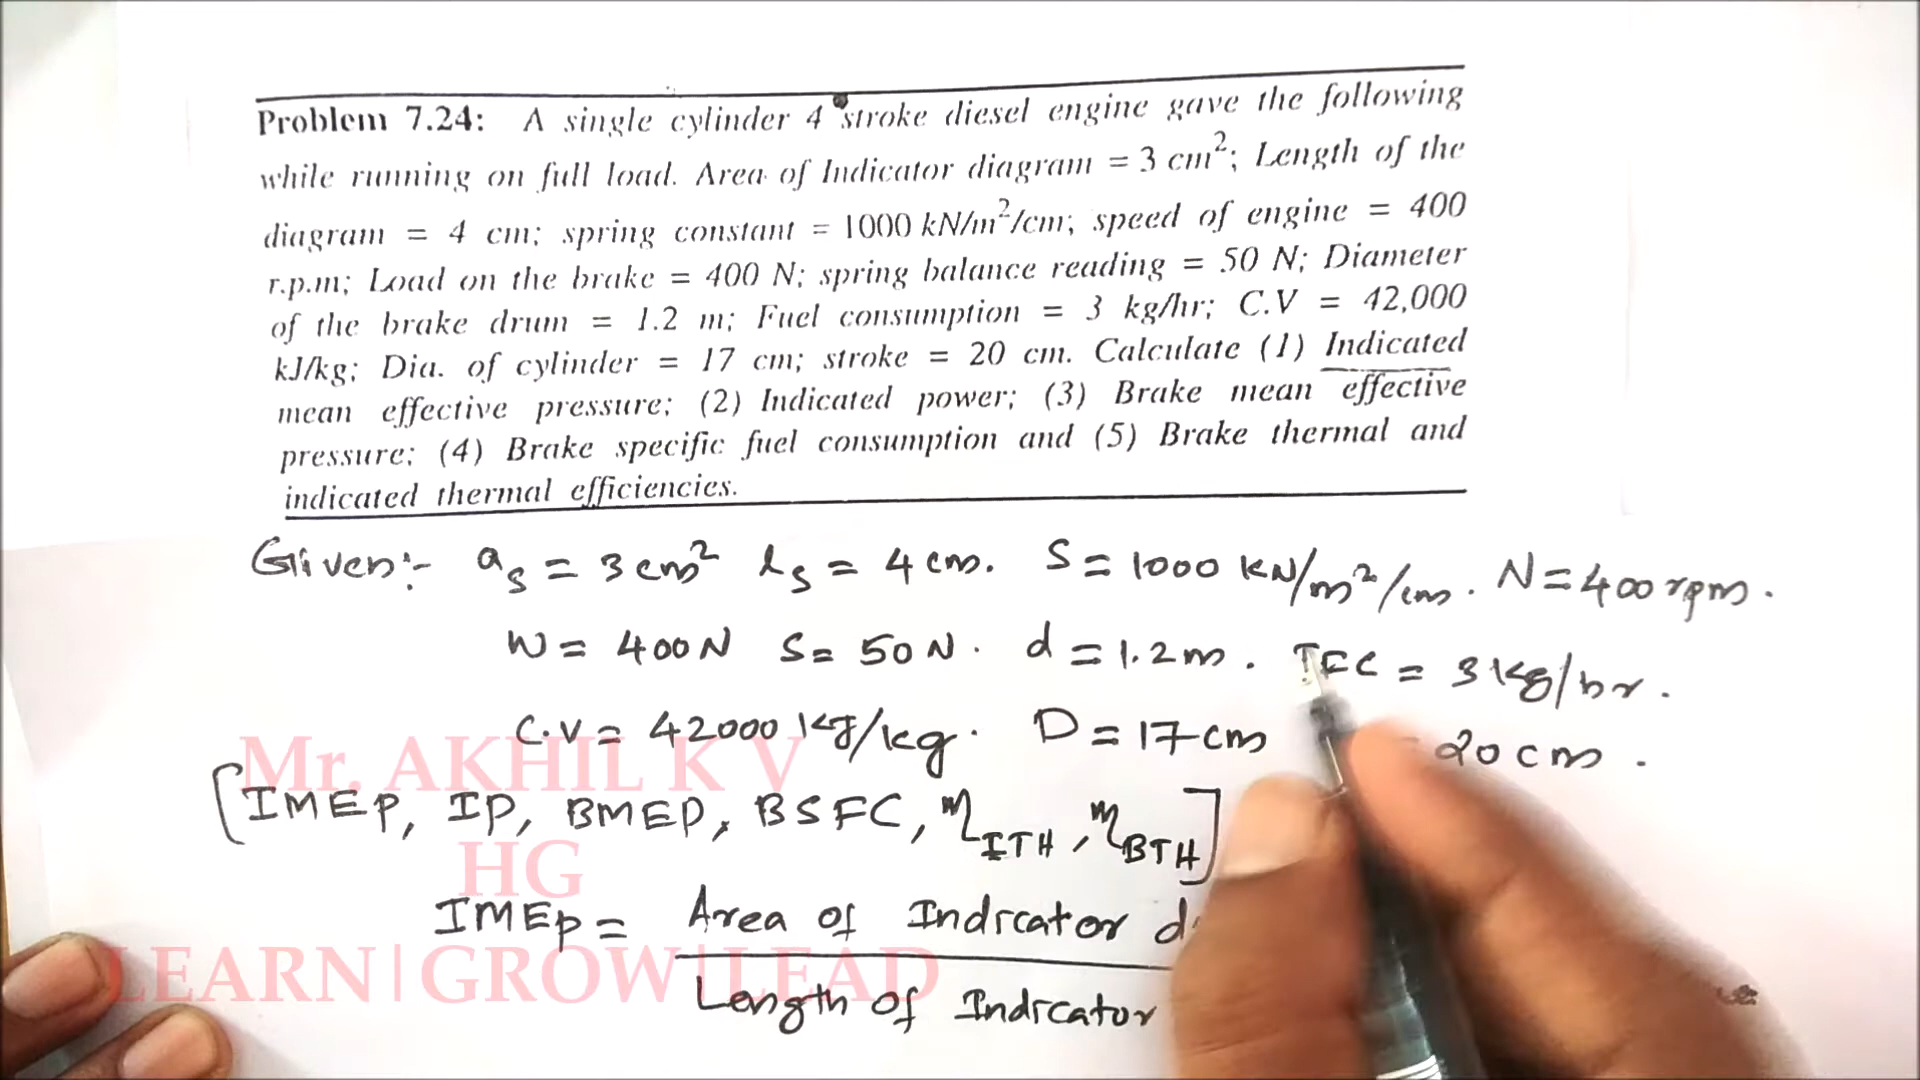 Problem 7.24: A single cylinder 4 stroke diesel engine gave the following
while running on full load. Area of Indicator diagram = 3 cm²; Length of the
diagram = 4 cm; spring constant = 1000 kN/m²/cm; speed of engine = 400
r.p.m; Load on the brake = 400 N; spring balance reading = 50 N; Diameter
of the brake drum = 1.2 m; Fuel consumption = 3 kg/hr; C.V = 42,000
kJ/kg; Dia. of cylinder = 17 cm; stroke = 20 cm. Calculate (1) Indicated
mean effective pressure; (2) Indicated power; (3) Brake mean effective
pressure; (4) Brake specific fuel consumption and (5) Brake thermal and
indicated thermal efficiencies.
Given:- aₛ = 3 cm² lₛ = 4 cm. S = 1000 KN/m²/cm. N = 400 rpm.
W = 400 N S = 50 N. d = 1.2 m. TFC = 3 Kg/hr.
C.V = 42000 KJ/kg. D = 17 cm = 20 cm.
[IMEP, IP, BMEP, BSFC, η_ITH, η_BTH]
IMEP = Area of Indicator d
Length of Indicator
Mr. AKHIL K V
HG
LEARN|GROW|LEAD